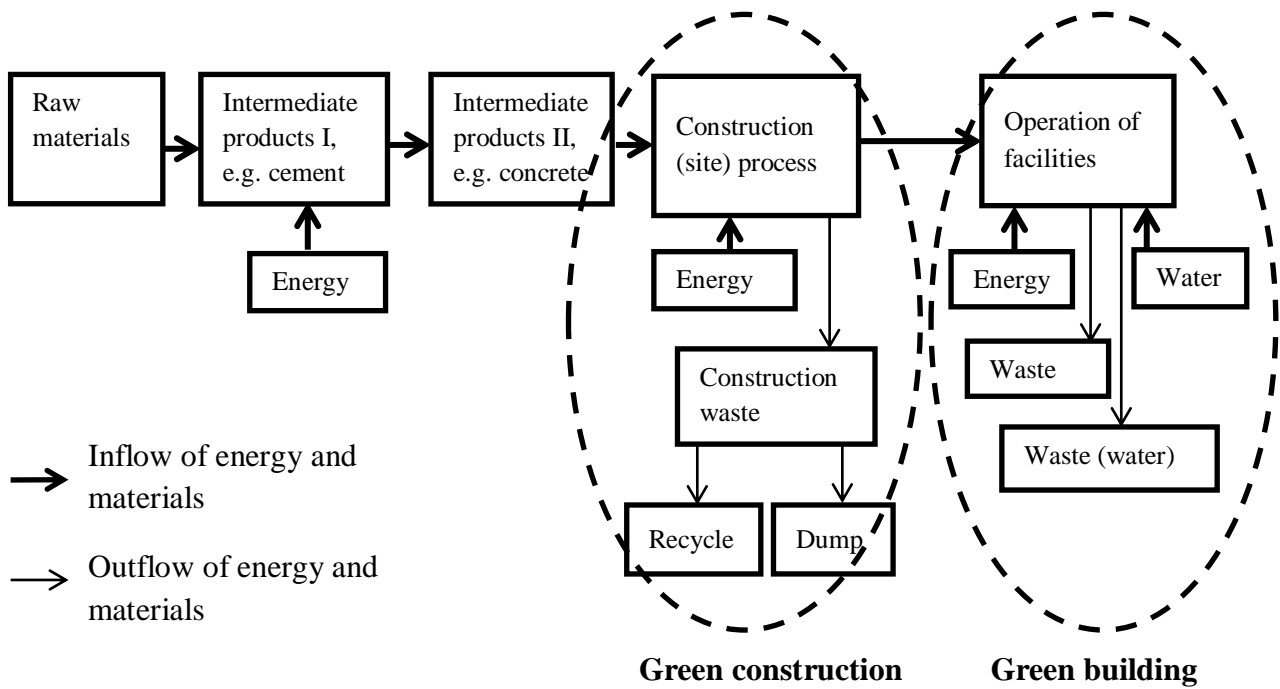 Raw
materials
Intermediate
products I,
e.g. cement
Intermediate
products II,
e.g. concrete
Construction
(site) process
Operation of
facilities
Energy
Energy
Energy
Water
Construction
waste
Waste
Waste (water)
Recycle
Dump
Inflow of energy and
materials
Outflow of energy and
materials
Green construction
Green building